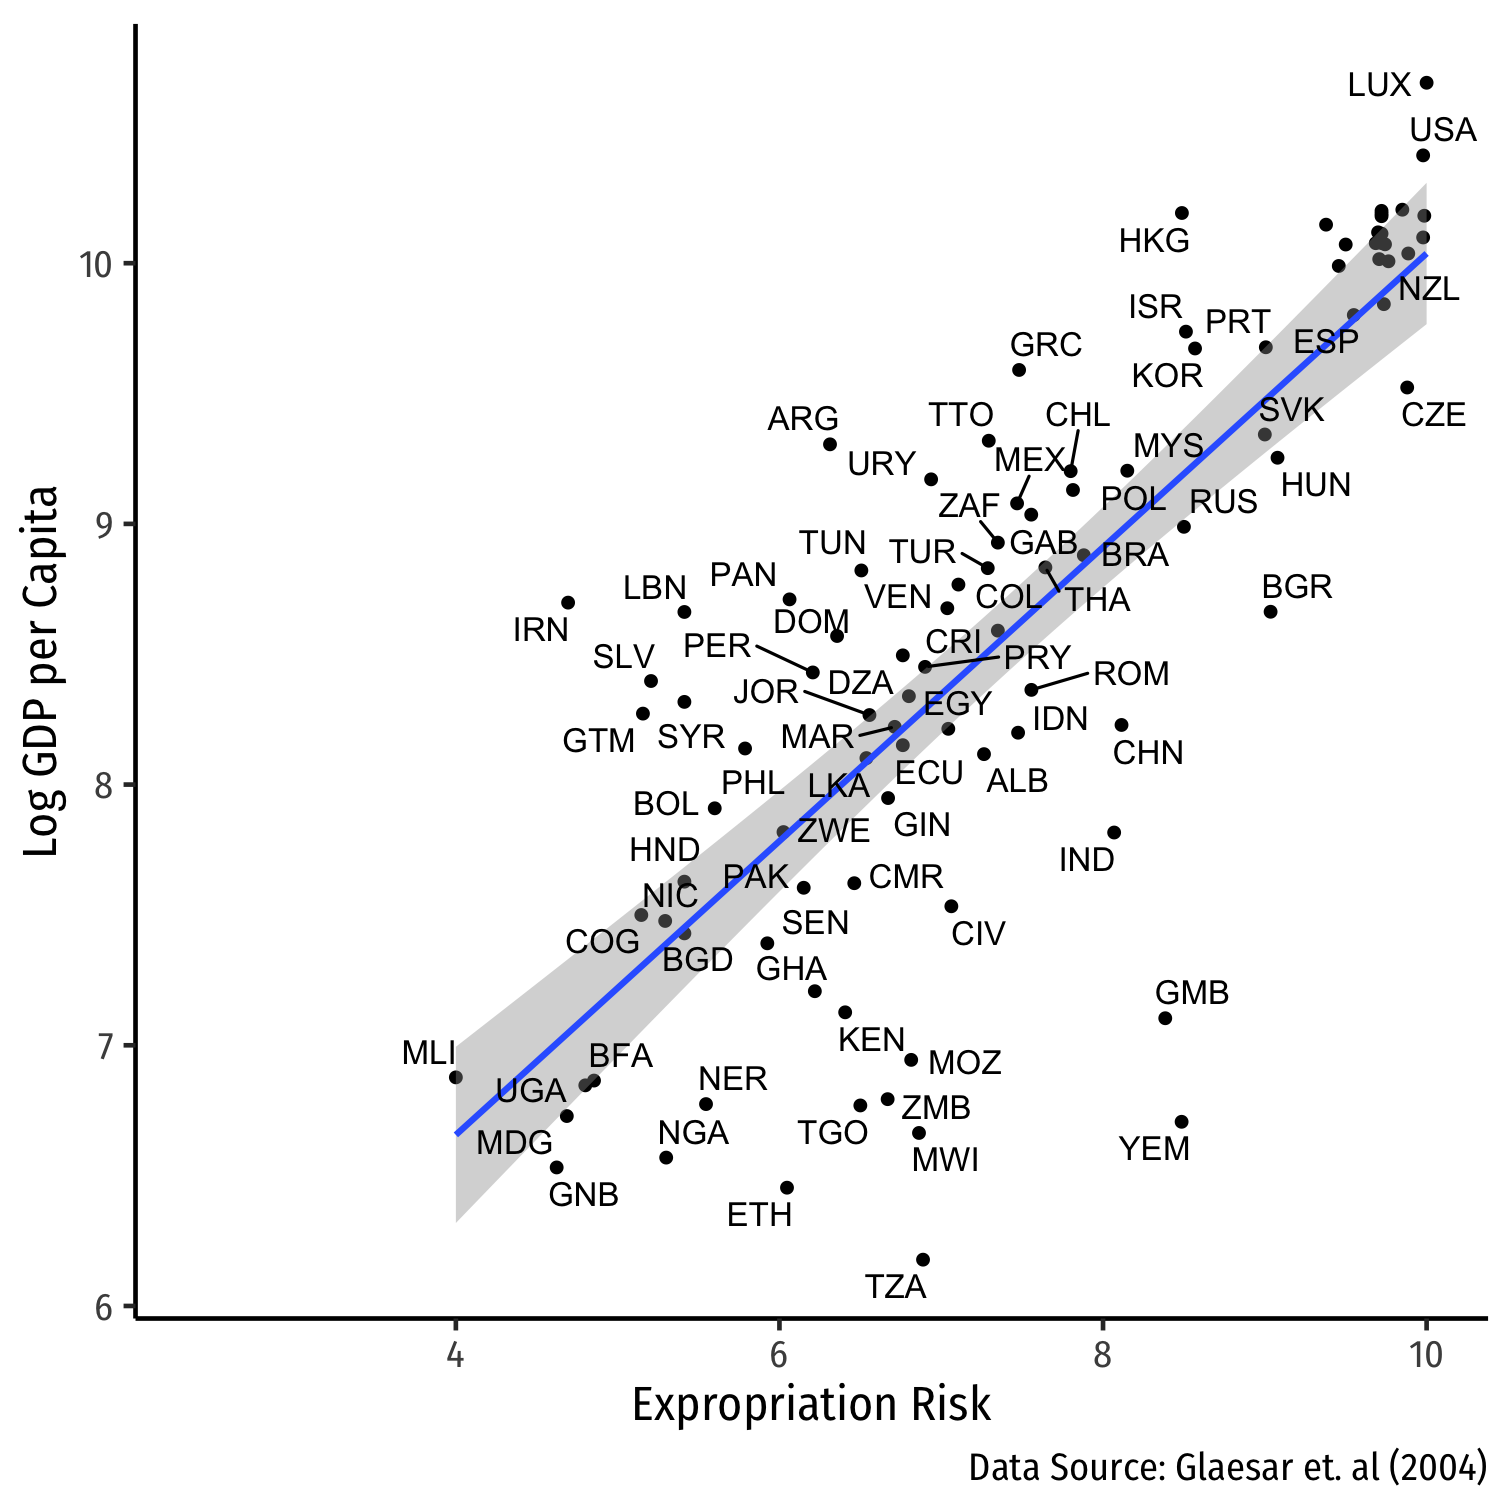 LUX
USA
HKG
10
NZL
ISR
PRT
ESP
GRC
KOR
ARG
TTO
CHL
SVK
CZE
MYS
URY
MEX
HUN
ZAF
POL
RUS
9
TUN
TUR
GAB
BRA
LBN
PAN
VEN
COL
THA
BGR
IRN
DOM
SLV
PER
CRI
PRY
ROM
JOR
DZA
EGY
IDN
GTM
SYR
MAR
CHN
8
PHL
LKA
ECU
ALB
BOL
ZWE
GIN
HND
IND
PAK
CMR
NIC
SEN
CIV
COG
BGD
GHA
GMB
7
MLI
BFA
KEN
MOZ
UGA
NER
ZMB
MDG
NGA
TGO
YEM
MWI
GNB
ETH
TZA
6
Log GDP per Capita
4 6 8 10
Expropriation Risk
Data Source: Glaesar et. al (2004)